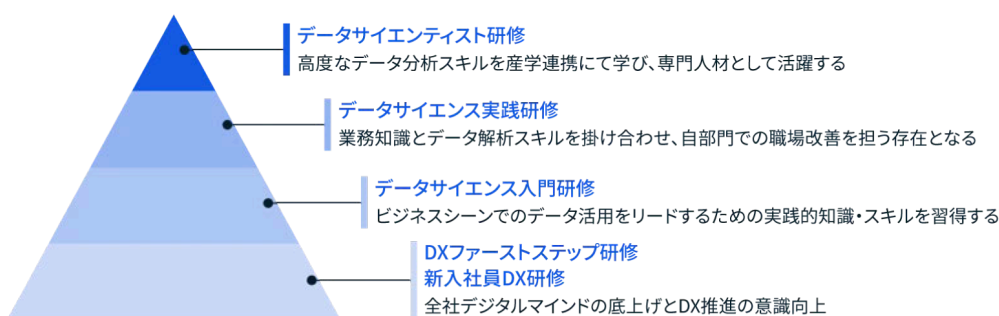 データサイエンティスト研修
高度なデータ分析スキルを産学連携にて学び、専門人材として活躍する
データサイエンス実践研修
業務知識とデータ解析スキルを掛け合わせ、自部門での職場改善を担う存在となる
データサイエンス入門研修
ビジネスシーンでのデータ活用をリードするための実践的知識・スキルを習得する
DXファーストステップ研修
新入社員DX研修
全社デジタルマインドの底上げとDX推進の意識向上